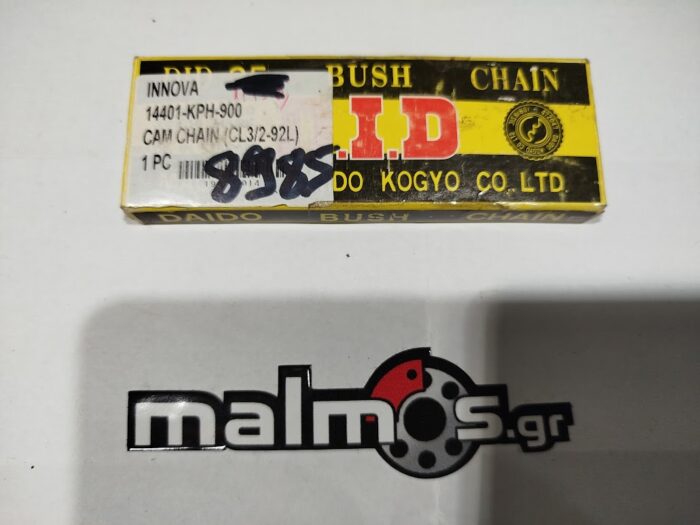 BUSH CHAIN
INNOVA
14401-KPH-900
CAM CHAIN (CL3/2-92L)
1 PC
8985
.I.D
DO KOGYO CO. LTD
DAIDO BUSH CHAIN
malmos.gr